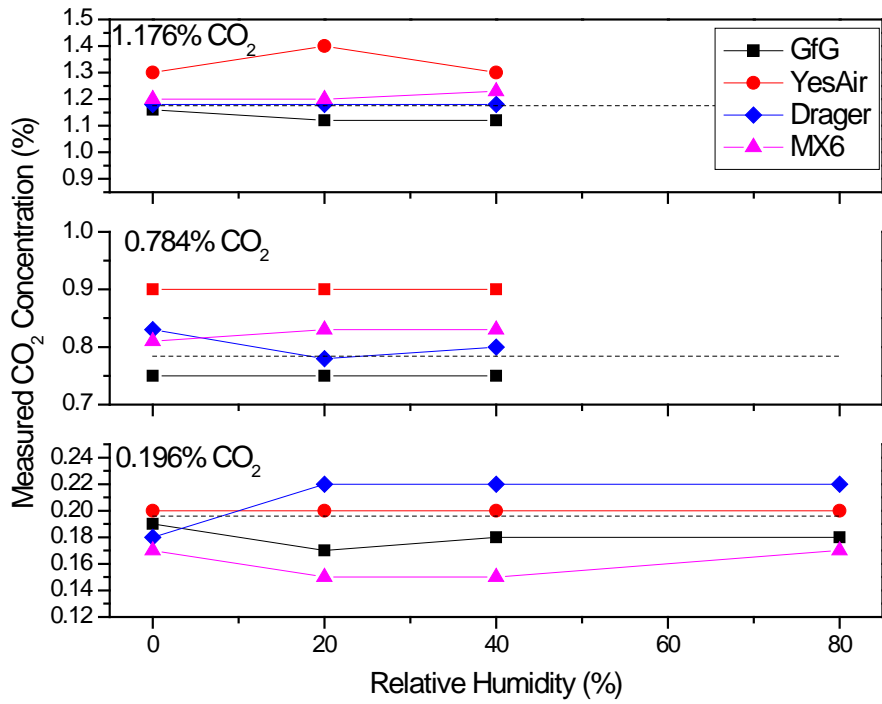 Measured CO₂ Concentration (%)
1.176% CO₂
1.5
1.4
1.3
1.2
1.1
1.0
0.9
GfG
YesAir
Drager
MX6
0.784% CO₂
1.0
0.9
0.8
0.7
0.196% CO₂
0.24
0.22
0.20
0.18
0.16
0.14
0.12
0
20
40
60
80
Relative Humidity (%)